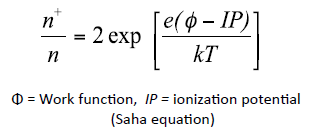 n⁺/n = 2 exp [e(ϕ – IP)/kT]
Φ = Work function, IP = ionization potential
(Saha equation)